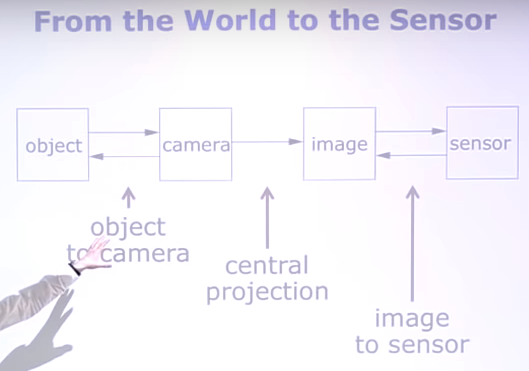 From the World to the Sensor
object
camera
image
sensor
object
to camera
central
projection
image
to sensor